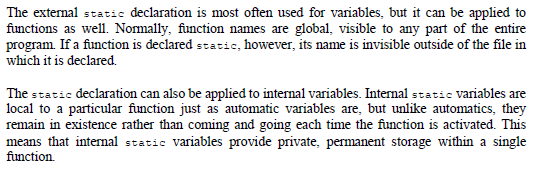 The external static declaration is most often used for variables, but it can be applied to
functions as well. Normally, function names are global, visible to any part of the entire
program. If a function is declared static, however, its name is invisible outside of the file in
which it is declared.
The static declaration can also be applied to internal variables. Internal static variables are
local to a particular function just as automatic variables are, but unlike automatics, they
remain in existence rather than coming and going each time the function is activated. This
means that internal static variables provide private, permanent storage within a single
function.